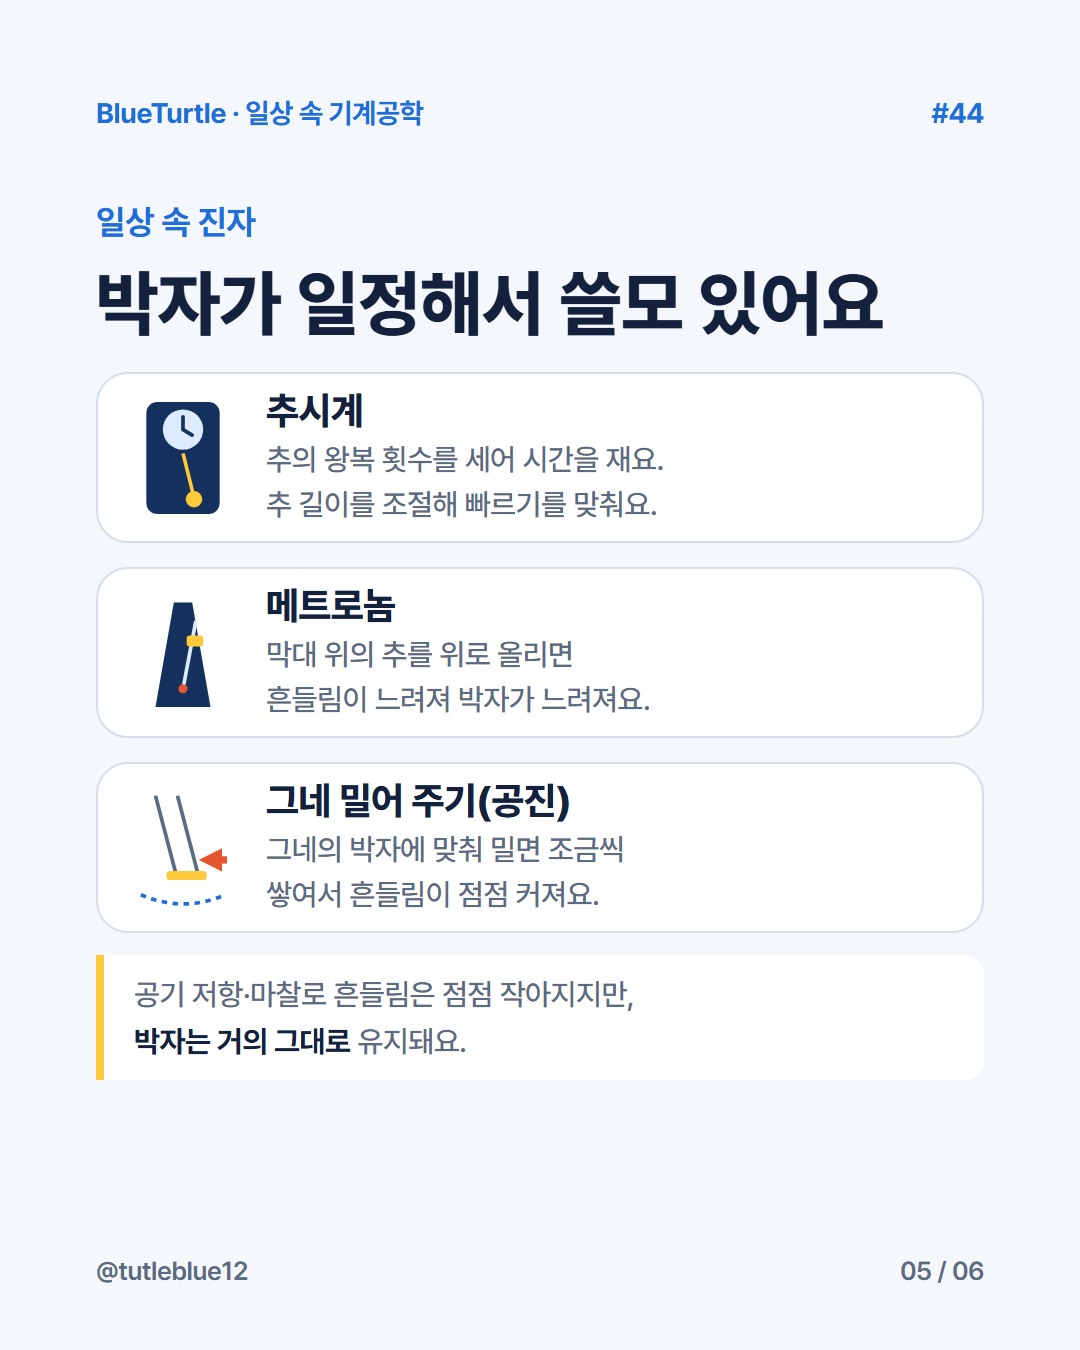 BlueTurtle · 일상 속 기계공학
#44
일상 속 진자
박자가 일정해서 쓸모 있어요
추시계
추의 왕복 횟수를 세어 시간을 재요.
추 길이를 조절해 빠르기를 맞춰요.
메트로놈
막대 위의 추를 위로 올리면
흔들림이 느려져 박자가 느려져요.
그네 밀어 주기(공진)
그네의 박자에 맞춰 밀면 조금씩
쌓여서 흔들림이 점점 커져요.
공기 저항·마찰로 흔들림은 점점 작아지지만,
박자는 거의 그대로 유지돼요.
@tutleblue12
05 / 06